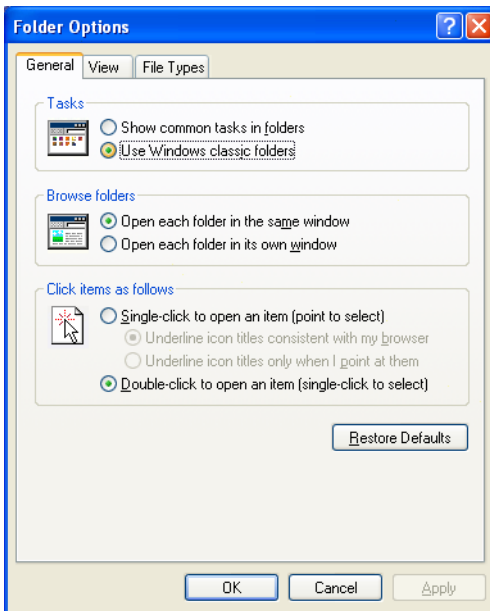 Folder Options
General View File Types
Tasks
Show common tasks in folders
Use Windows classic folders
Browse folders
Open each folder in the same window
Open each folder in its own window
Click items as follows
Single-click to open an item (point to select)
Underline icon titles consistent with my browser
Underline icon titles only when I point at them
Double-click to open an item (single-click to select)
Restore Defaults
OK Cancel Apply